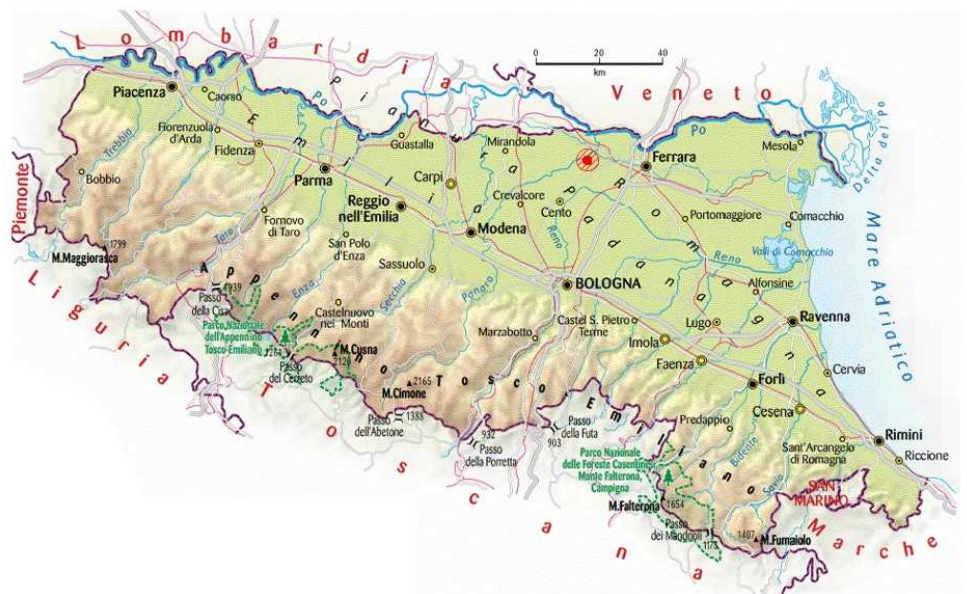 Lombardia
0 20 40
km
Veneto
Piacenza
Caorso
Po
Pianura Padana
Po
Mesola
Delta del Po
Trebbia
Fiorenzuola
d'Arda
Fidenza
Emilia
Guastalla
Mirandola
Ferrara
Piemonte
Bobbio
Parma
Carpi
Crevalcore
Cento
Romagna
Portomaggiore
Comacchio
Mare Adriatico
Reggio
nell'Emilia
Fornovo
di Taro
Taro
San Polo
d'Enza
Modena
Reno
Reno
Valli di Comacchio
1799
M.Maggiorasca
Sassuolo
Enza
Secchia
Panaro
BOLOGNA
Alfonsine
Liguria
Appennino Tosco Emiliano
1039
Passo
della Cisa
Parco Nazionale
dell'Appennino
Tosco-Emiliano
Castelnuovo
nei Monti
Marzabotto
Castel S. Pietro
Terme
Lugo
Ravenna
Imola
M.Cusna
Passo
del Cerreto
M.Cimone
2165
Faenza
Cervia
Forlì
Toscana
1388
Passo
dell'Abetone
932
Passo
della Porretta
903
Passo
della Futa
Predappio
Cesena
Bidente
Rimini
Riccione
Sant'Arcangelo
di Romagna
Parco Nazionale
delle Foreste Casentinesi,
Monte Falterona,
Campigna
Savio
SAN
MARINO
M.Falterona
1654
Passo
dei Mandrioli
1173
1407
M.Fumaiolo
Marche